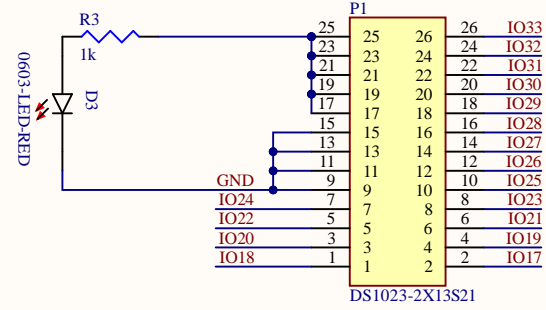 R3
1k
0603-LED-RED
D3
P1
25 25 26 26 IO33
23 23 24 24 IO32
21 21 22 22 IO31
19 19 20 20 IO30
17 17 18 18 IO29
15 15 16 16 IO28
13 13 14 14 IO27
11 11 12 12 IO26
GND 9 9 10 10 IO25
IO24 7 7 8 8 IO23
IO22 5 5 6 6 IO21
IO20 3 3 4 4 IO19
IO18 1 1 2 2 IO17
DS1023-2X13S21